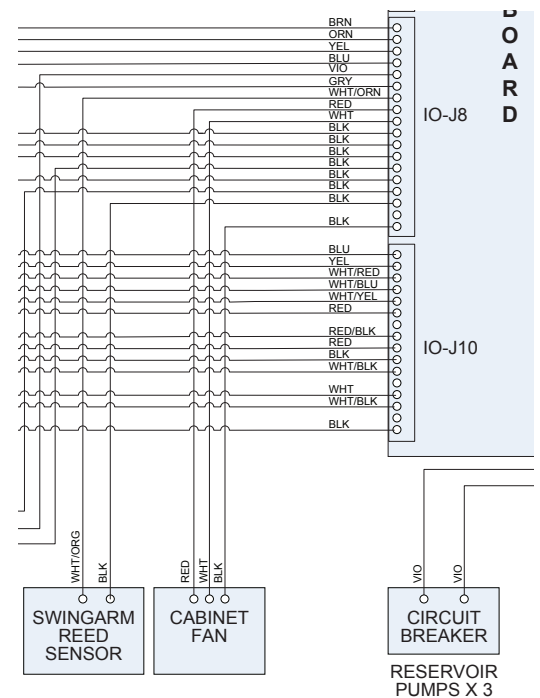 BOARD
BRN
ORN
YEL
BLU
VIO
GRY
WHT/ORN
RED
WHT
BLK
BLK
BLK
BLK
BLK
BLK
BLK
BLK
IO-J8
BLU
YEL
WHT/RED
WHT/BLU
WHT/YEL
RED
RED/BLK
RED
BLK
WHT/BLK
WHT
WHT/BLK
BLK
IO-J10
WHT/ORG
BLK
RED
WHT
BLK
VIO
VIO
SWINGARM
REED
SENSOR
CABINET
FAN
CIRCUIT
BREAKER
RESERVOIR
PUMPS X 3